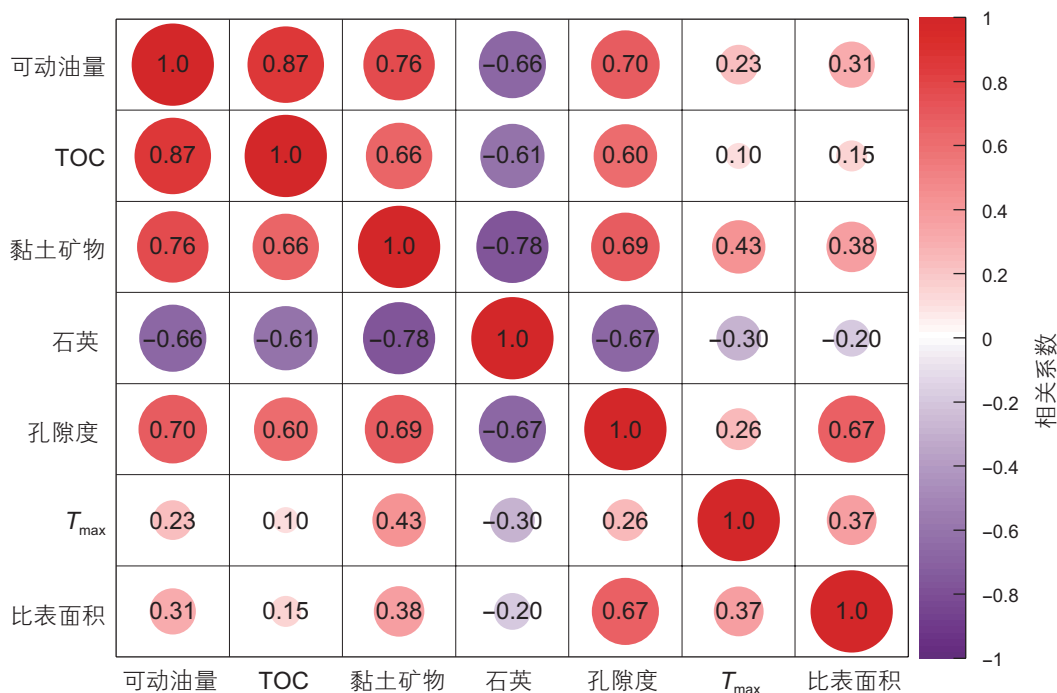 可动油量 1.0 0.87 0.76 −0.66 0.70 0.23 0.31
TOC 0.87 1.0 0.66 −0.61 0.60 0.10 0.15
黏土矿物 0.76 0.66 1.0 −0.78 0.69 0.43 0.38
石英 −0.66 −0.61 −0.78 1.0 −0.67 −0.30 −0.20
孔隙度 0.70 0.60 0.69 −0.67 1.0 0.26 0.67
Tmax 0.23 0.10 0.43 −0.30 0.26 1.0 0.37
比表面积 0.31 0.15 0.38 −0.20 0.67 0.37 1.0
可动油量 TOC 黏土矿物 石英 孔隙度 Tmax 比表面积
1
0.8
0.6
0.4
0.2
0
−0.2
−0.4
−0.6
−0.8
−1
相关系数